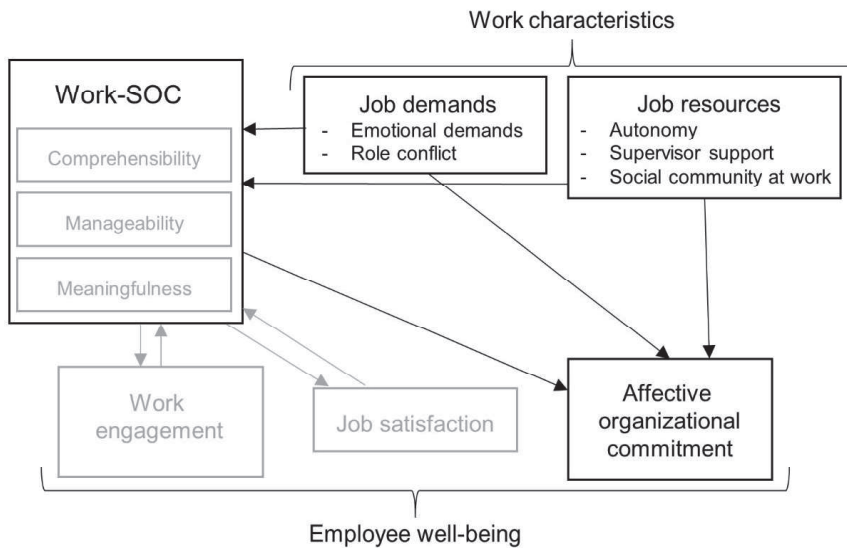 Work characteristics
Work-SOC
Comprehensibility
Manageability
Meaningfulness
Job demands
- Emotional demands
- Role conflict
Job resources
- Autonomy
- Supervisor support
- Social community at work
Work
engagement
Job satisfaction
Affective
organizational
commitment
Employee well-being